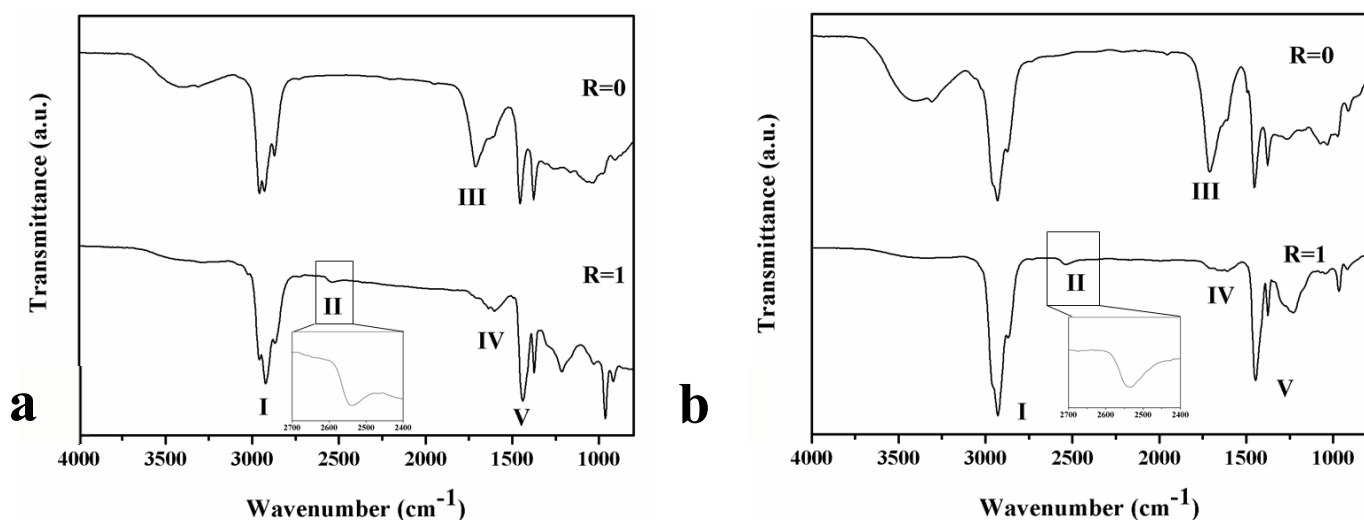 a
Transmittance (a.u.)
R=0
III
R=1
II
IV
I
V
2700 2600 2500 2400
4000 3500 3000 2500 2000 1500 1000
Wavenumber (cm-1)
b
Transmittance (a.u.)
R=0
III
R=1
II
IV
I
V
2700 2600 2500 2400
4000 3500 3000 2500 2000 1500 1000
Wavenumber (cm-1)